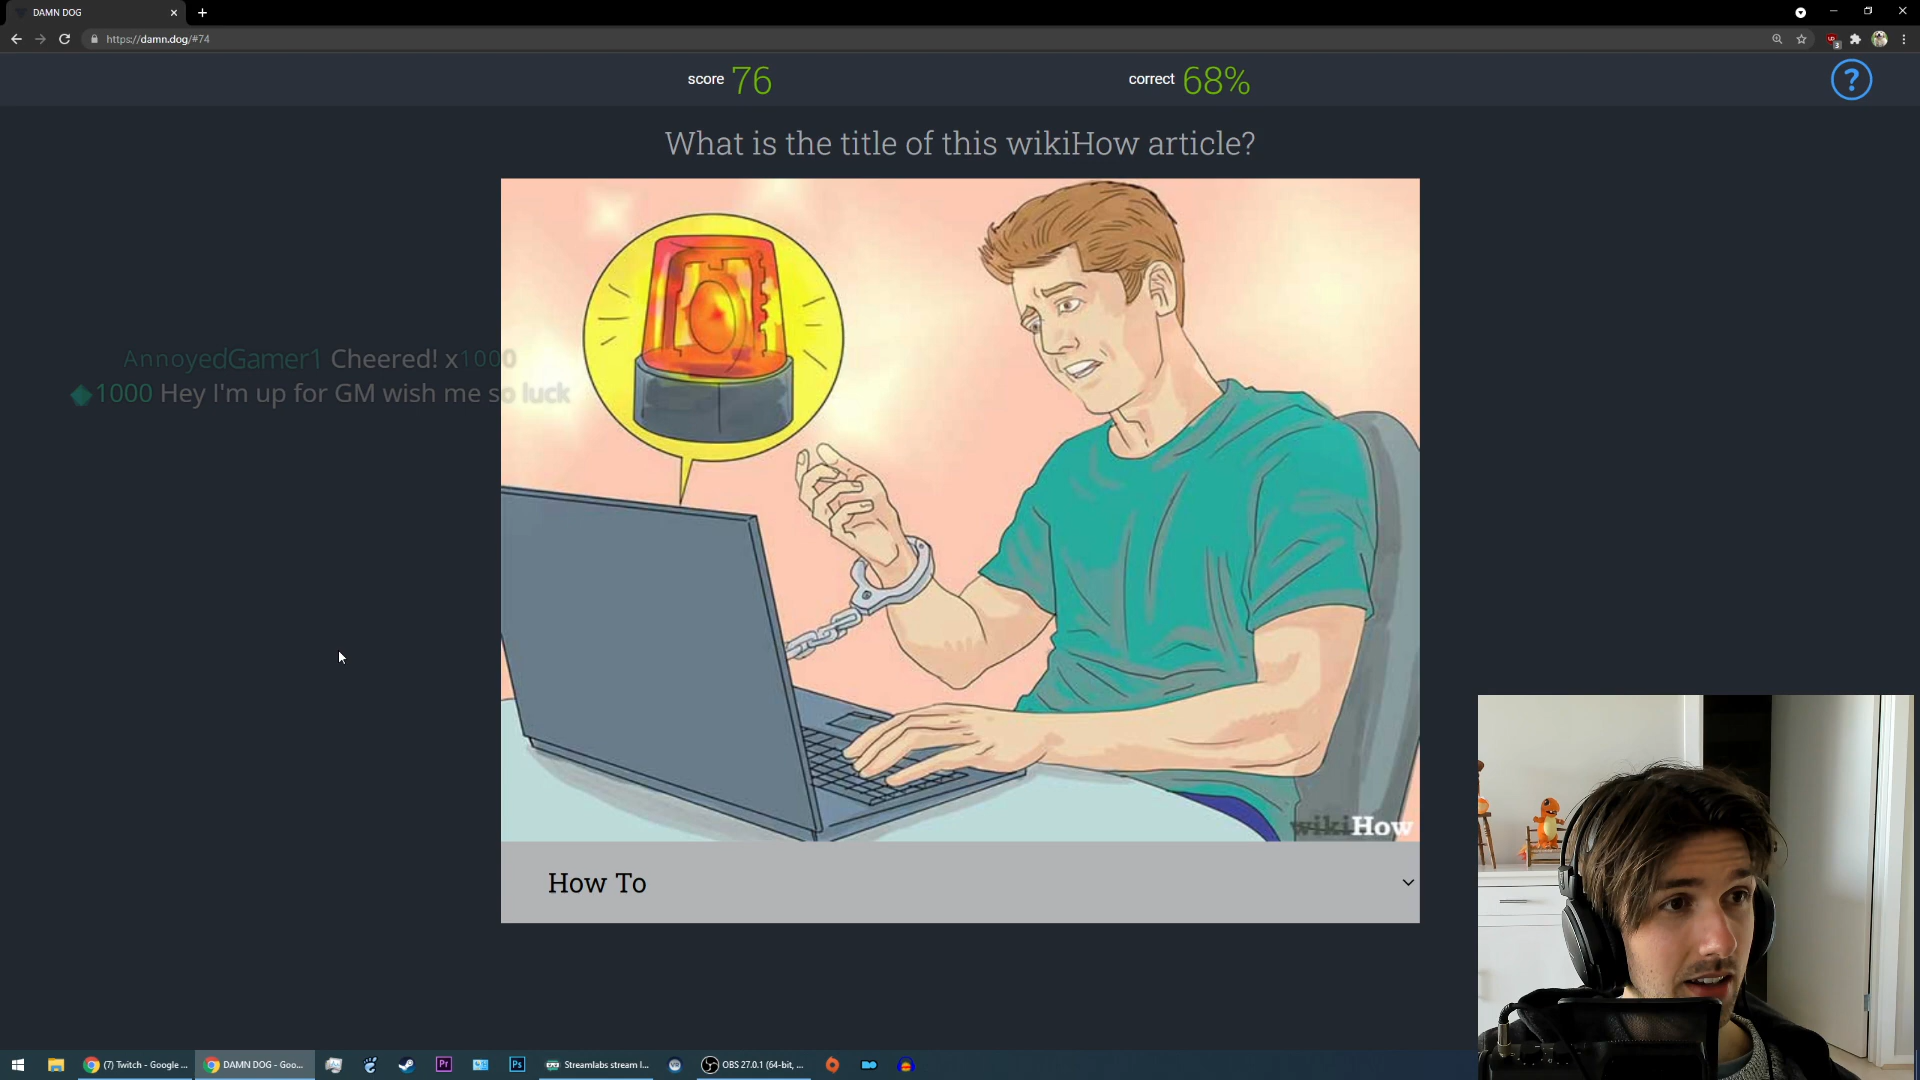 DAMN DOG
https://damn.dog/#74
score 76
correct 68%
?
What is the title of this wikiHow article?
AnnoyedGamer1 Cheered! x1000
1000 Hey I'm up for GM wish me so luck
wikiHow
How To
(7) Twitch - Google ...
DAMN DOG - Goo...
Pr
Ps
Streamlabs stream l...
OBS 27.0.1 (64-bit, ...